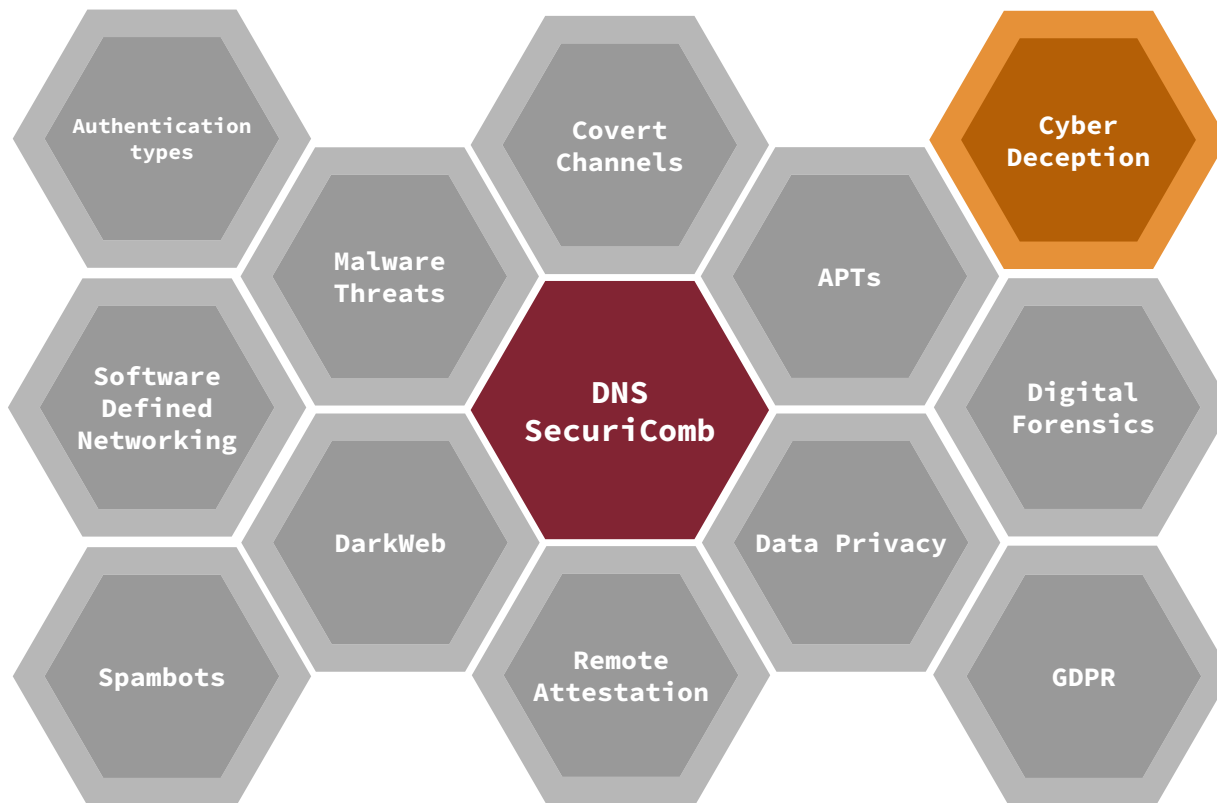 Authentication
types
Covert
Channels
Cyber
Deception
Malware
Threats
APTs
Software
Defined
Networking
DNS
SecuriComb
Digital
Forensics
DarkWeb
Data Privacy
Spambots
Remote
Attestation
GDPR